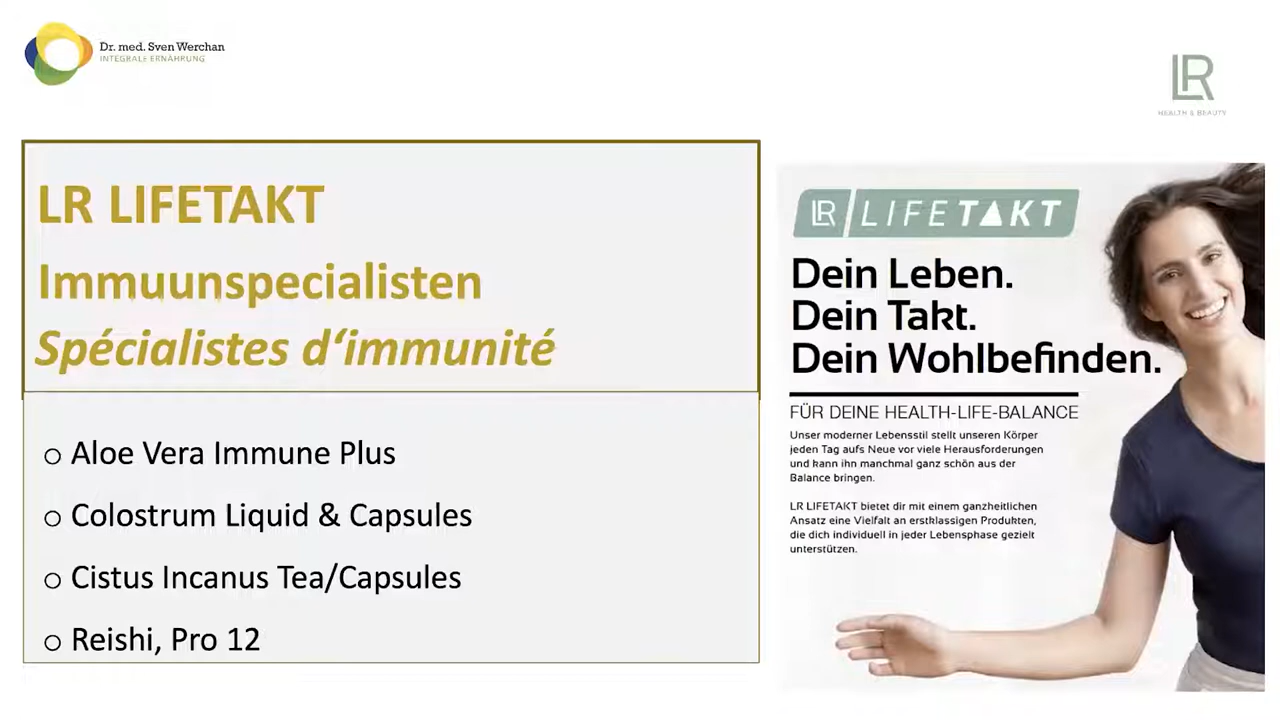 Dr. med. Sven Werchan
INTEGRALE ERNÄHRUNG
LR
HEALTH & BEAUTY
LR LIFETAKT
Immuunspecialisten
Spécialistes d‘immunité
o Aloe Vera Immune Plus
o Colostrum Liquid & Capsules
o Cistus Incanus Tea/Capsules
o Reishi, Pro 12
LR LIFETAKT
Dein Leben.
Dein Takt.
Dein Wohlbefinden.
FÜR DEINE HEALTH-LIFE-BALANCE
Unser moderner Lebensstil stellt unseren Körper
jeden Tag aufs Neue vor viele Herausforderungen
und kann ihn manchmal ganz schön aus der
Balance bringen.
LR LIFETAKT bietet dir mit einem ganzheitlichen
Ansatz eine Vielfalt an erstklassigen Produkten,
die dich individuell in jeder Lebensphase gezielt
unterstützen.